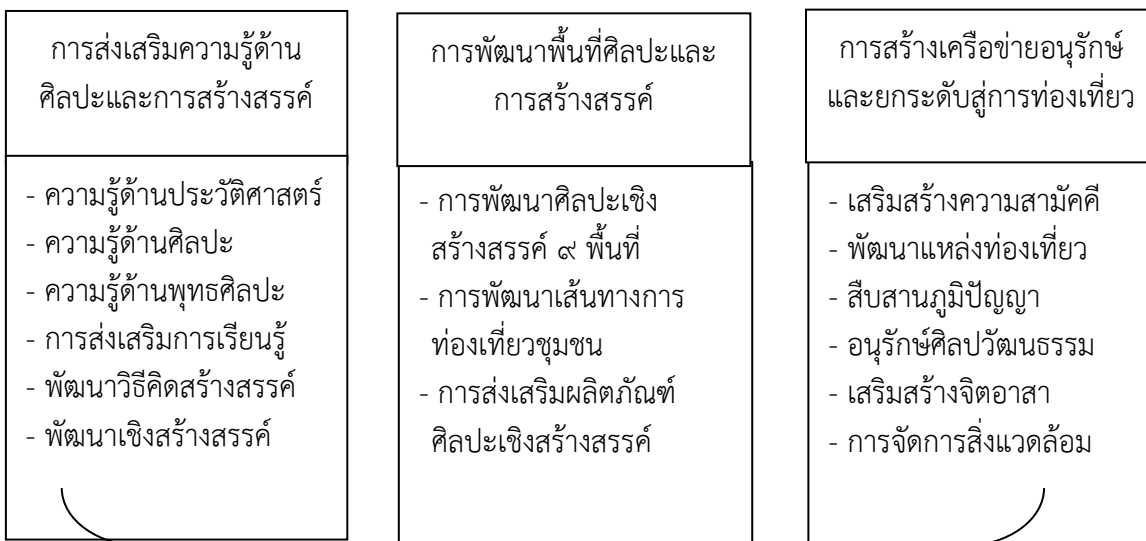 การส่งเสริมความรู้ด้าน
ศิลปะและการสร้างสรรค์
- ความรู้ด้านประวัติศาสตร์
- ความรู้ด้านศิลปะ
- ความรู้ด้านพุทธศิลปะ
- การส่งเสริมการเรียนรู้
- พัฒนาวิธีคิดสร้างสรรค์
- พัฒนาเชิงสร้างสรรค์
การพัฒนาพื้นที่ศิลปะและ
การสร้างสรรค์
- การพัฒนาศิลปะเชิง
สร้างสรรค์ ๙ พื้นที่
- การพัฒนาเส้นทางการ
ท่องเที่ยวชุมชน
- การส่งเสริมผลิตภัณฑ์
ศิลปะเชิงสร้างสรรค์
การสร้างเครือข่ายอนุรักษ์
และยกระดับสู่การท่องเที่ยว
- เสริมสร้างความสามัคคี
- พัฒนาแหล่งท่องเที่ยว
- สืบสานภูมิปัญญา
- อนุรักษ์ศิลปวัฒนธรรม
- เสริมสร้างจิตอาสา
- การจัดการสิ่งแวดล้อม